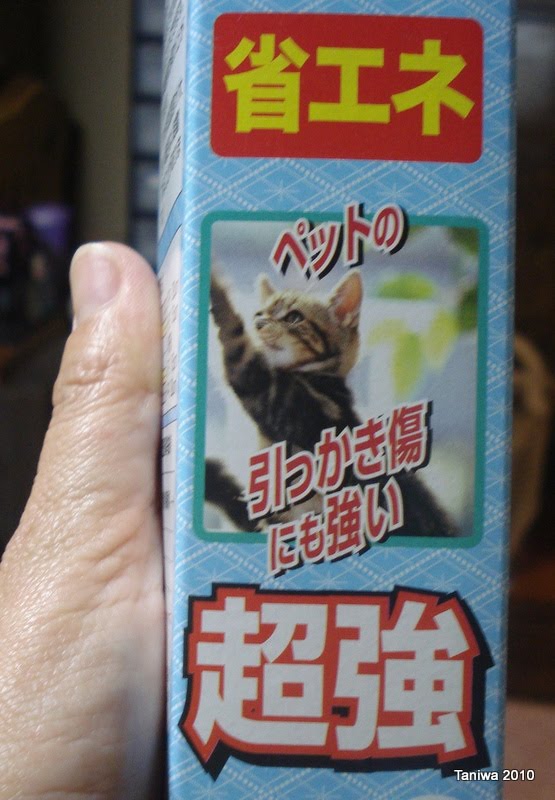 省エネ
ペットの
引っかき傷
にも強い
超強
Taniwa 2010